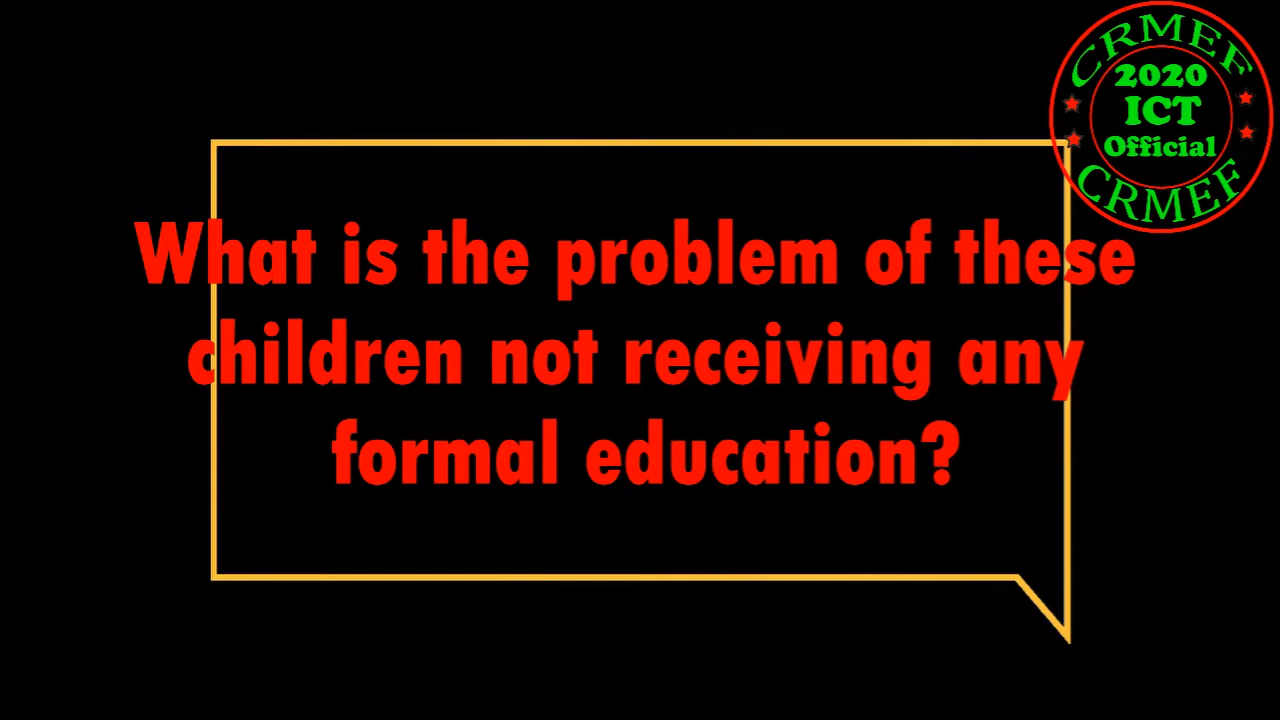 CRMEF
2020
ICT
Official
CRMEF
What is the problem of these
children not receiving any
formal education?